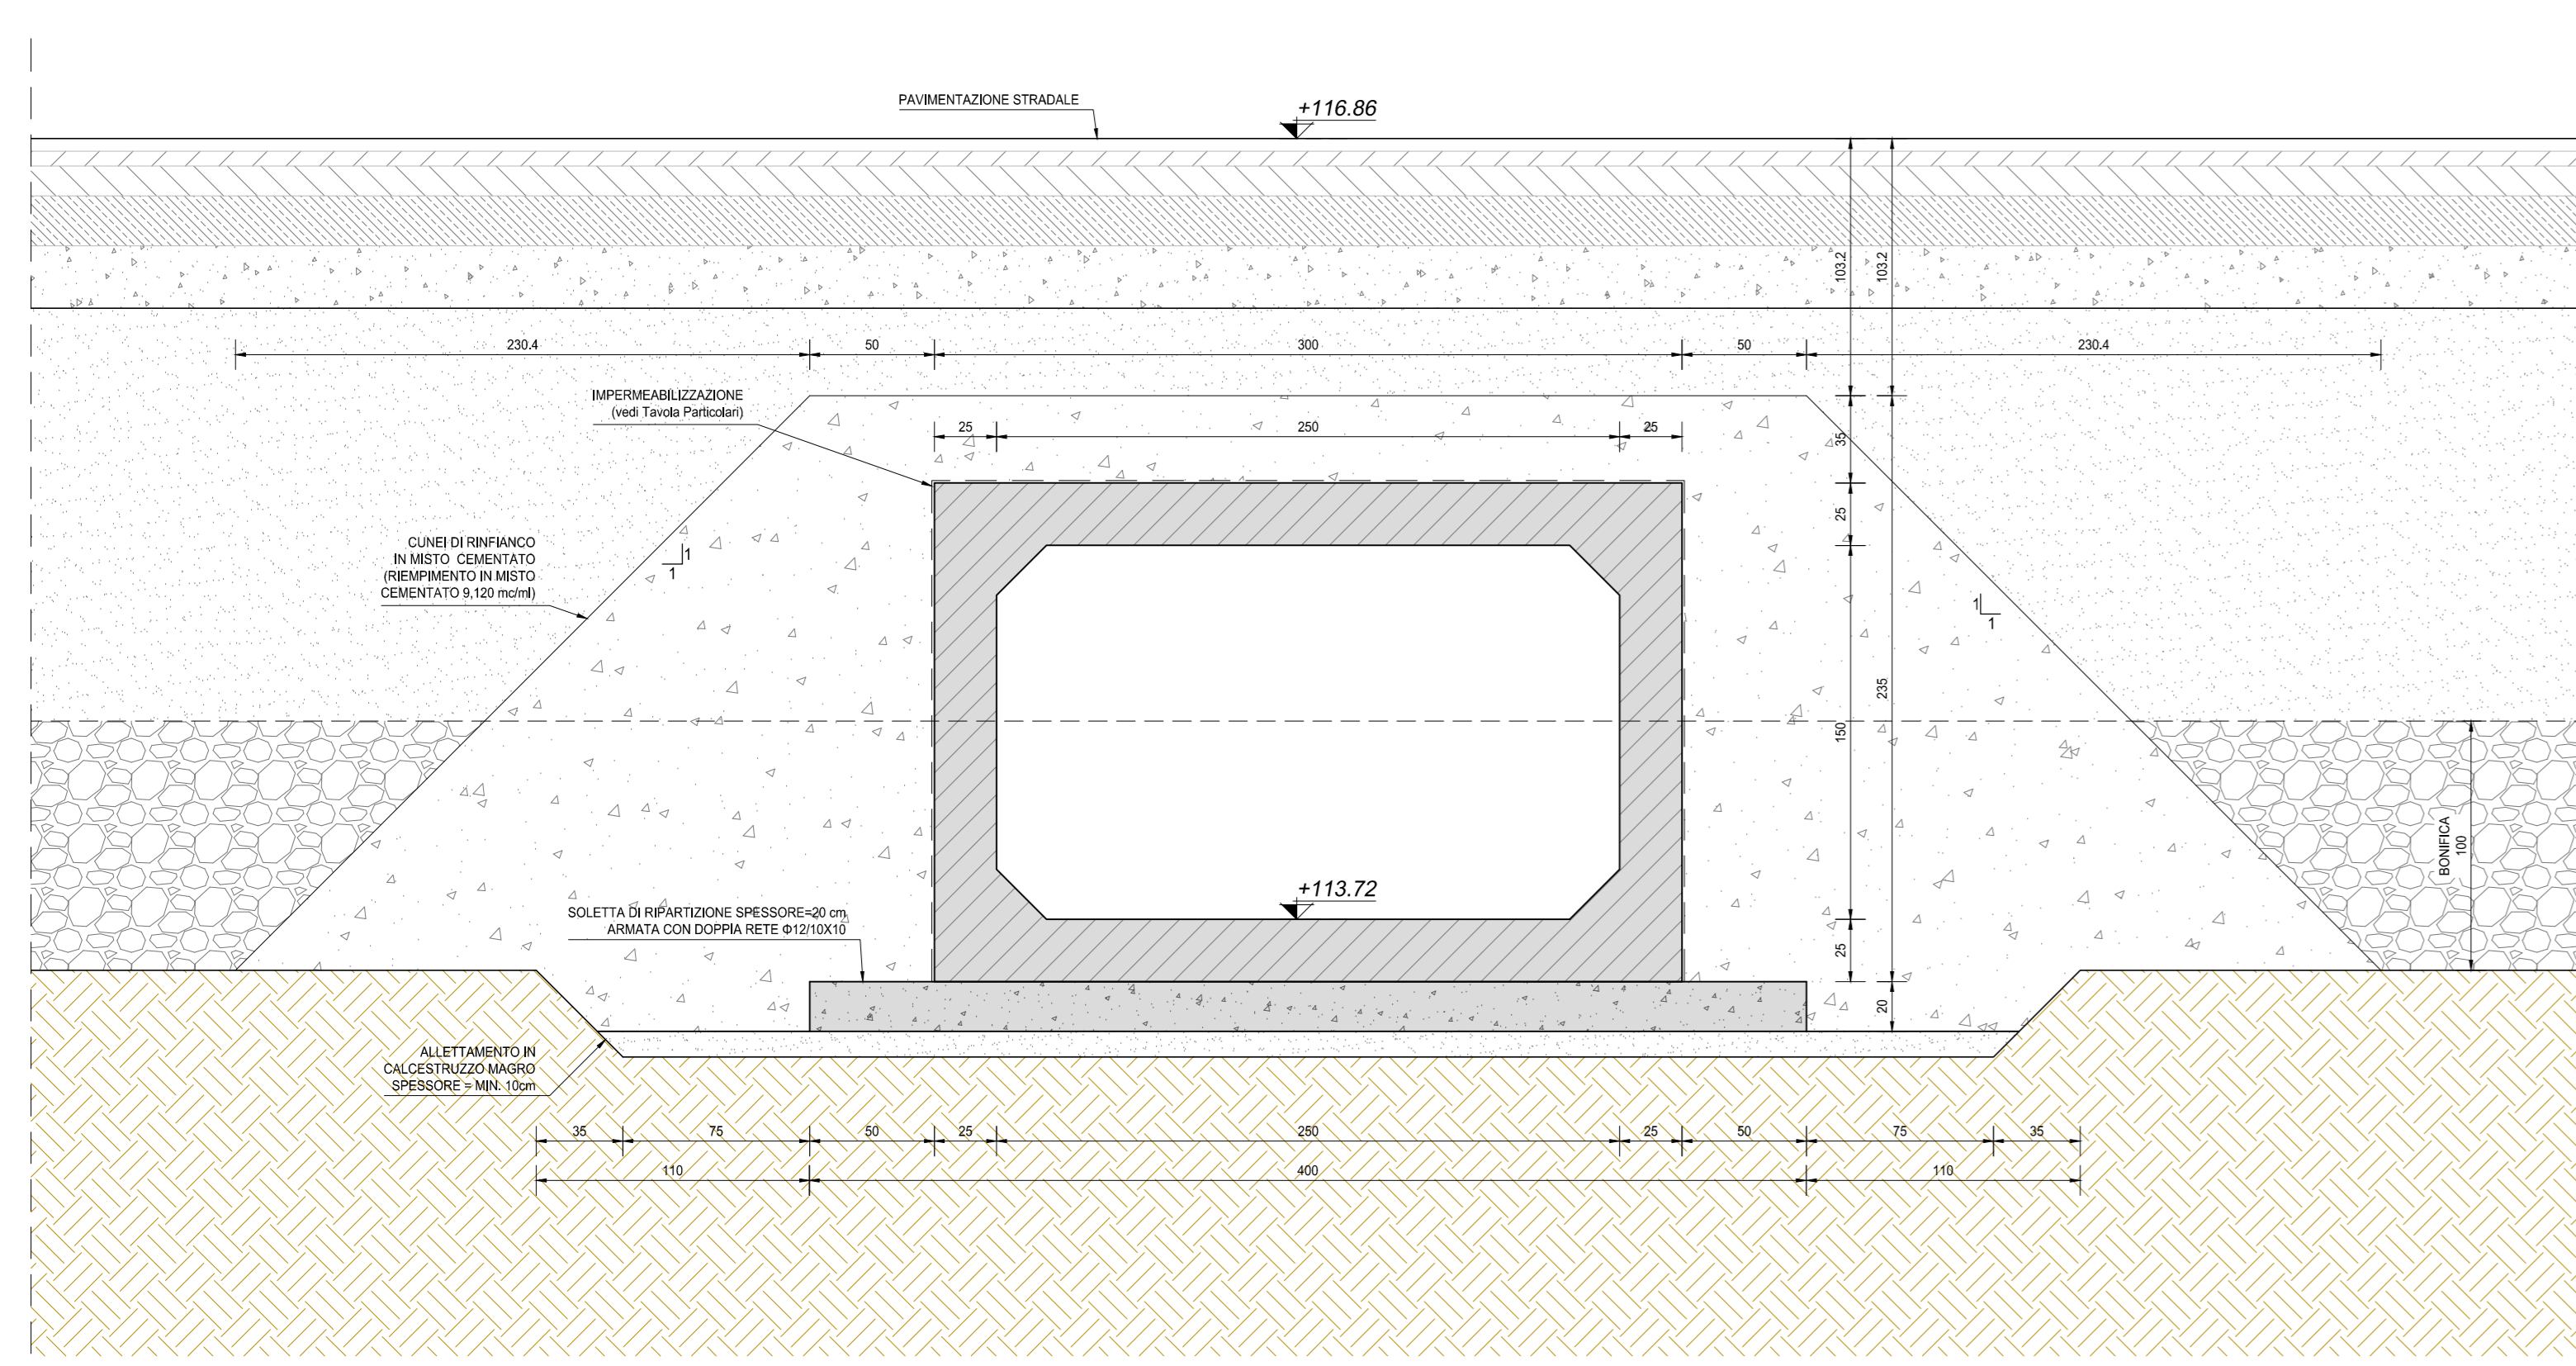 PAVIMENTAZIONE STRADALE
+116.86
103.2
103.2
230.4
50
300
50
230.4
IMPERMEABILIZZAZIONE
(vedi Tavola Particolari)
25
250
25
35
25
CUNEI DI RINFIANCO
IN MISTO CEMENTATO
(RIEMPIMENTO IN MISTO
CEMENTATO 9,120 mc/ml)
1
1
1
1
235
150
BONIFICA
100
+113.72
SOLETTA DI RIPARTIZIONE SPESSORE=20 cm
ARMATA CON DOPPIA RETE Φ12/10X10
25
20
ALLETTAMENTO IN
CALCESTRUZZO MAGRO
SPESSORE = MIN. 10cm
35
75
50
25
250
25
50
75
35
110
400
110